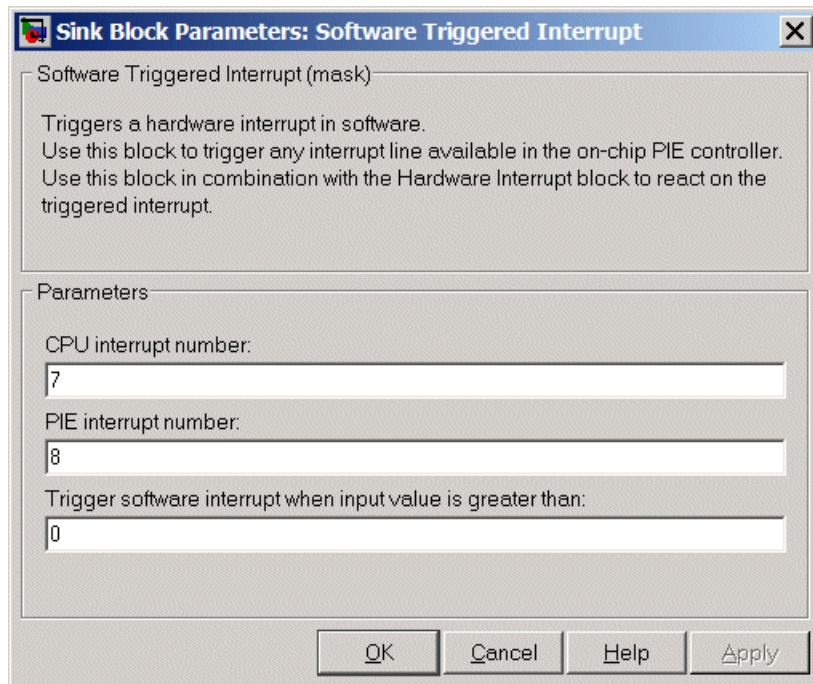 Sink Block Parameters: Software Triggered Interrupt
Software Triggered Interrupt (mask)
Triggers a hardware interrupt in software.
Use this block to trigger any interrupt line available in the on-chip PIE controller.
Use this block in combination with the Hardware Interrupt block to react on the
triggered interrupt.
Parameters
CPU interrupt number:
7
PIE interrupt number:
8
Trigger software interrupt when input value is greater than:
0
OK Cancel Help Apply